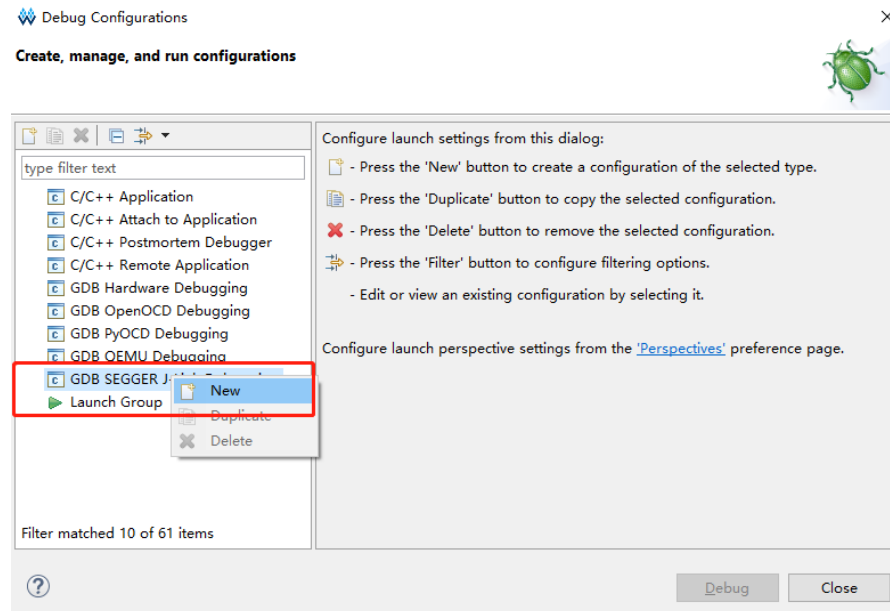 Debug Configurations
Create, manage, and run configurations
type filter text
C/C++ Application
C/C++ Attach to Application
C/C++ Postmortem Debugger
C/C++ Remote Application
GDB Hardware Debugging
GDB OpenOCD Debugging
GDB PyOCD Debugging
GDB QEMU Debugging
GDB SEGGER
Launch Group
New
Duplicate
Delete
Filter matched 10 of 61 items
Configure launch settings from this dialog:
- Press the 'New' button to create a configuration of the selected type.
- Press the 'Duplicate' button to copy the selected configuration.
- Press the 'Delete' button to remove the selected configuration.
- Press the 'Filter' button to configure filtering options.
- Edit or view an existing configuration by selecting it.
Configure launch perspective settings from the 'Perspectives' preference page.
Debug
Close